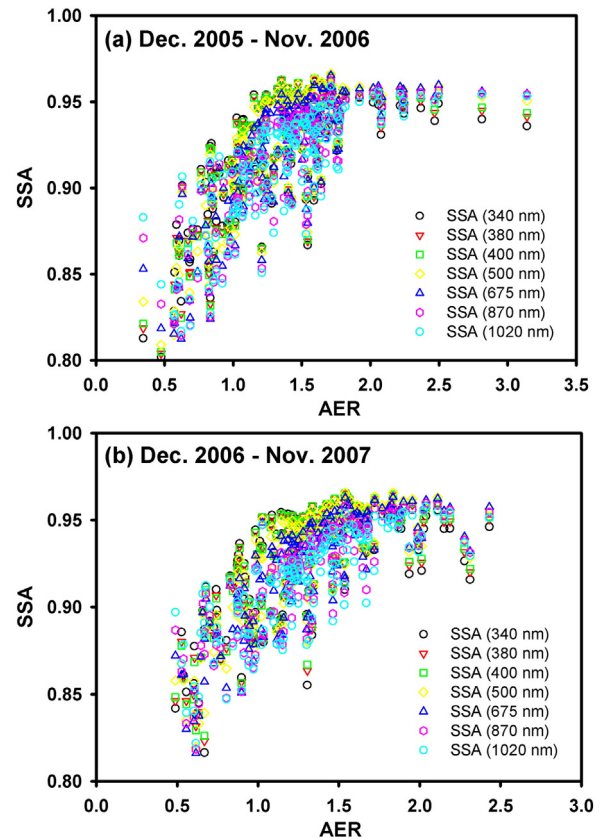 (a) Dec. 2005 - Nov. 2006
1.00
0.95
0.90
0.85
0.80
SSA
SSA (340 nm)
SSA (380 nm)
SSA (400 nm)
SSA (500 nm)
SSA (675 nm)
SSA (870 nm)
SSA (1020 nm)
0.0 0.5 1.0 1.5 2.0 2.5 3.0 3.5
AER
(b) Dec. 2006 - Nov. 2007
1.00
0.95
0.90
0.85
0.80
SSA
SSA (340 nm)
SSA (380 nm)
SSA (400 nm)
SSA (500 nm)
SSA (675 nm)
SSA (870 nm)
SSA (1020 nm)
0.0 0.5 1.0 1.5 2.0 2.5 3.0
AER